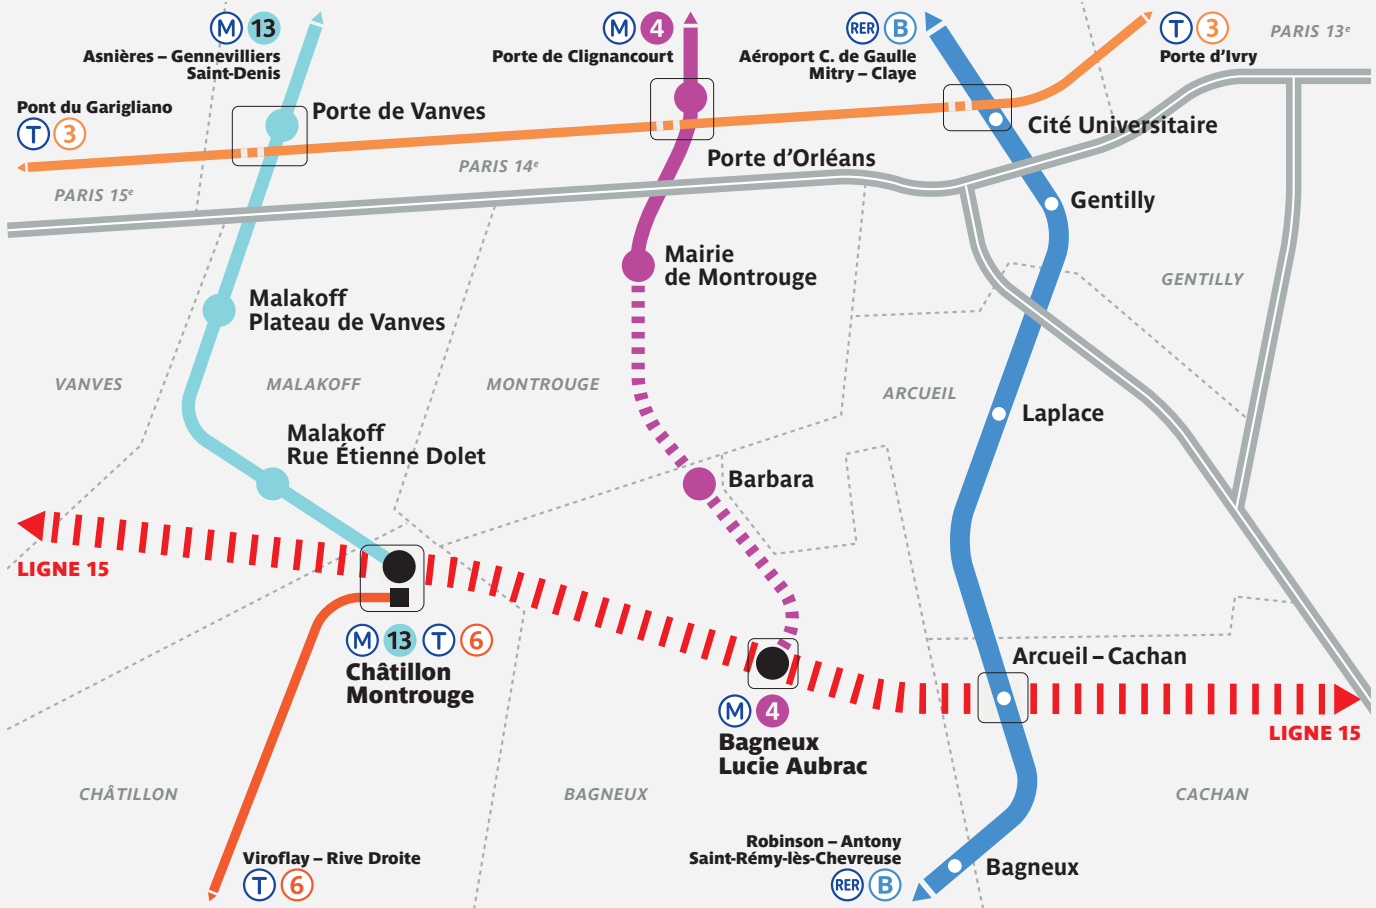 M 13
Asnières – Gennevilliers
Saint-Denis
M 4
Porte de Clignancourt
RER B
Aéroport C. de Gaulle
Mitry – Claye
T 3
Porte d'Ivry
PARIS 13e
Pont du Garigliano
T 3
Porte de Vanves
Cité Universitaire
Porte d'Orléans
PARIS 14e
PARIS 15e
Gentilly
Mairie
de Montrouge
GENTILLY
Malakoff
Plateau de Vanves
VANVES
MALAKOFF
MONTROUGE
ARCUEIL
Laplace
Malakoff
Rue Étienne Dolet
Barbara
LIGNE 15
M 13 T 6
Châtillon
Montrouge
Arcueil – Cachan
M 4
Bagneux
Lucie Aubrac
LIGNE 15
CHÂTILLON
BAGNEUX
CACHAN
Viroflay – Rive Droite
T 6
Robinson – Antony
Saint-Rémy-lès-Chevreuse
RER B
Bagneux